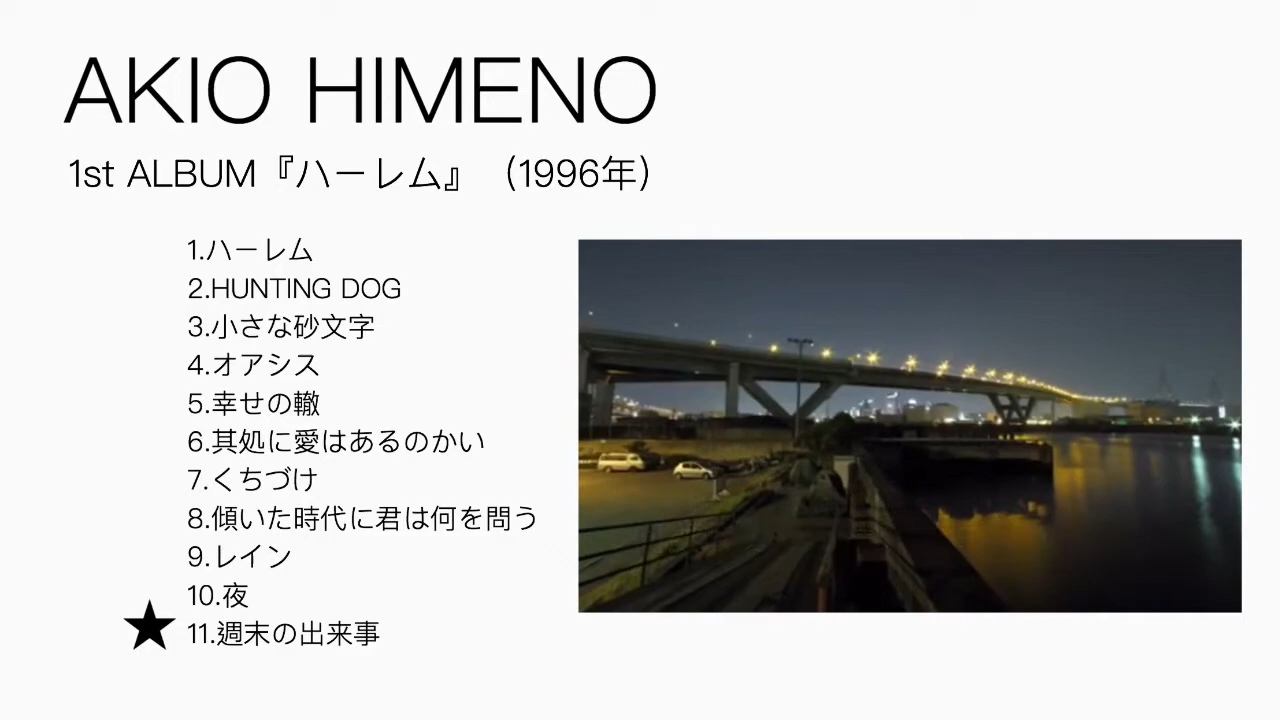 AKIO HIMENO
1st ALBUM『ハーレム』（1996年）
1.ハーレム
2.HUNTING DOG
3.小さな砂文字
4.オアシス
5.幸せの轍
6.其処に愛はあるのかい
7.くちづけ
8.傾いた時代に君は何を問う
9.レイン
10.夜
★ 11.週末の出来事